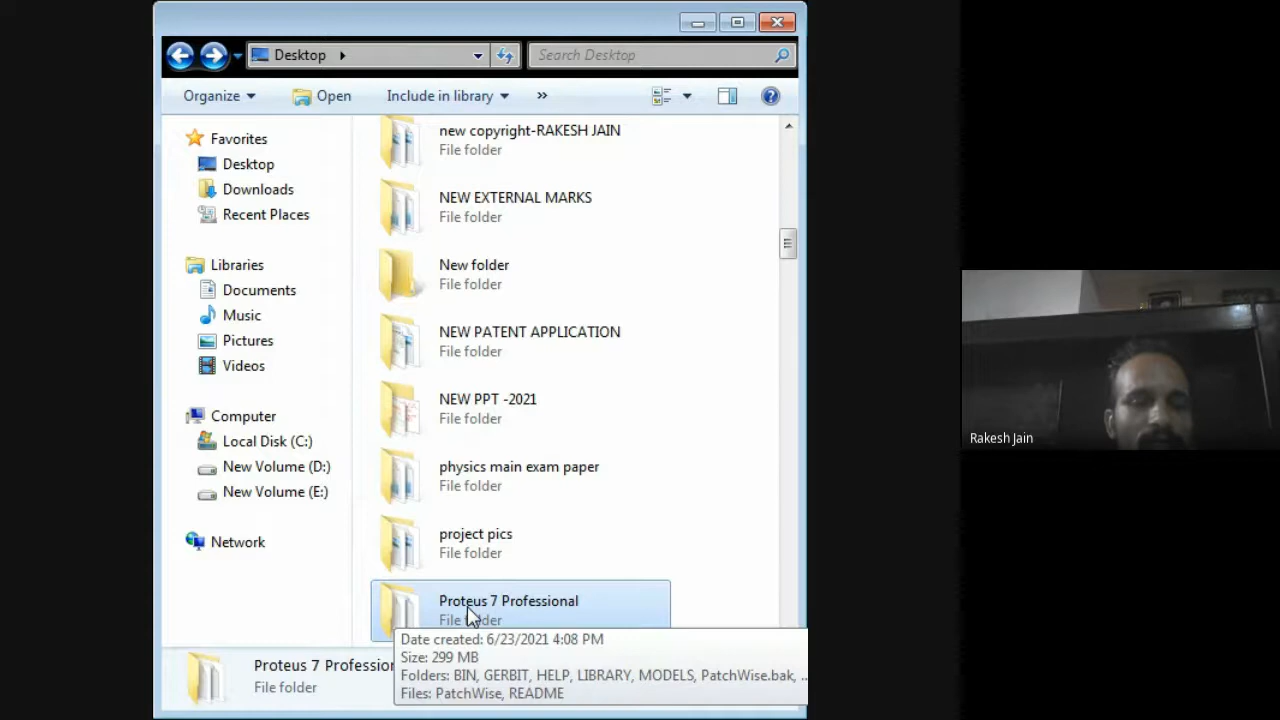 Desktop
Search Desktop
Organize
Open
Include in library
»
Favorites
Desktop
Downloads
Recent Places
Libraries
Documents
Music
Pictures
Videos
Computer
Local Disk (C:)
New Volume (D:)
New Volume (E:)
Network
new copyright-RAKESH JAIN
File folder
NEW EXTERNAL MARKS
File folder
New folder
File folder
NEW PATENT APPLICATION
File folder
NEW PPT -2021
File folder
physics main exam paper
File folder
project pics
File folder
Proteus 7 Professional
File folder
Date created: 6/23/2021 4:08 PM
Size: 299 MB
Folders: BIN, GERBIT, HELP, LIBRARY, MODELS, PatchWise.bak, ...
Files: PatchWise, README
Proteus 7 Profession
File folder
Rakesh Jain